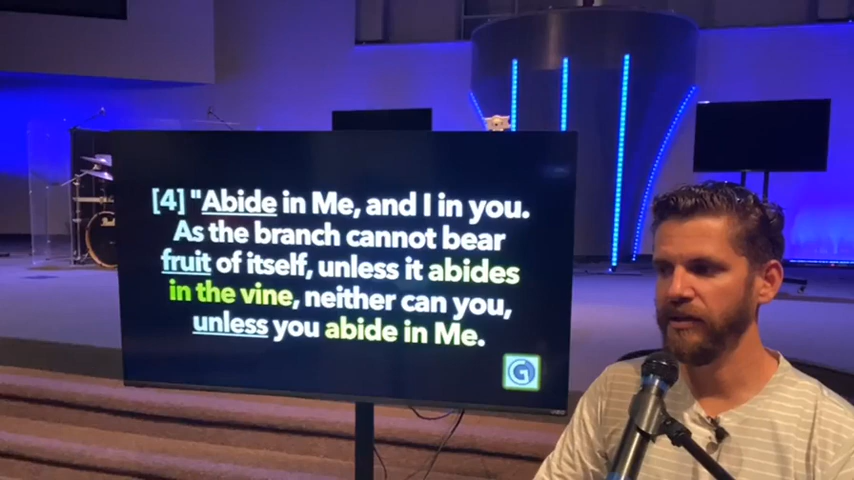 [4] "Abide in Me, and I in you.
As the branch cannot bear
fruit of itself, unless it abides
in the vine, neither can you,
unless you abide in Me.
G